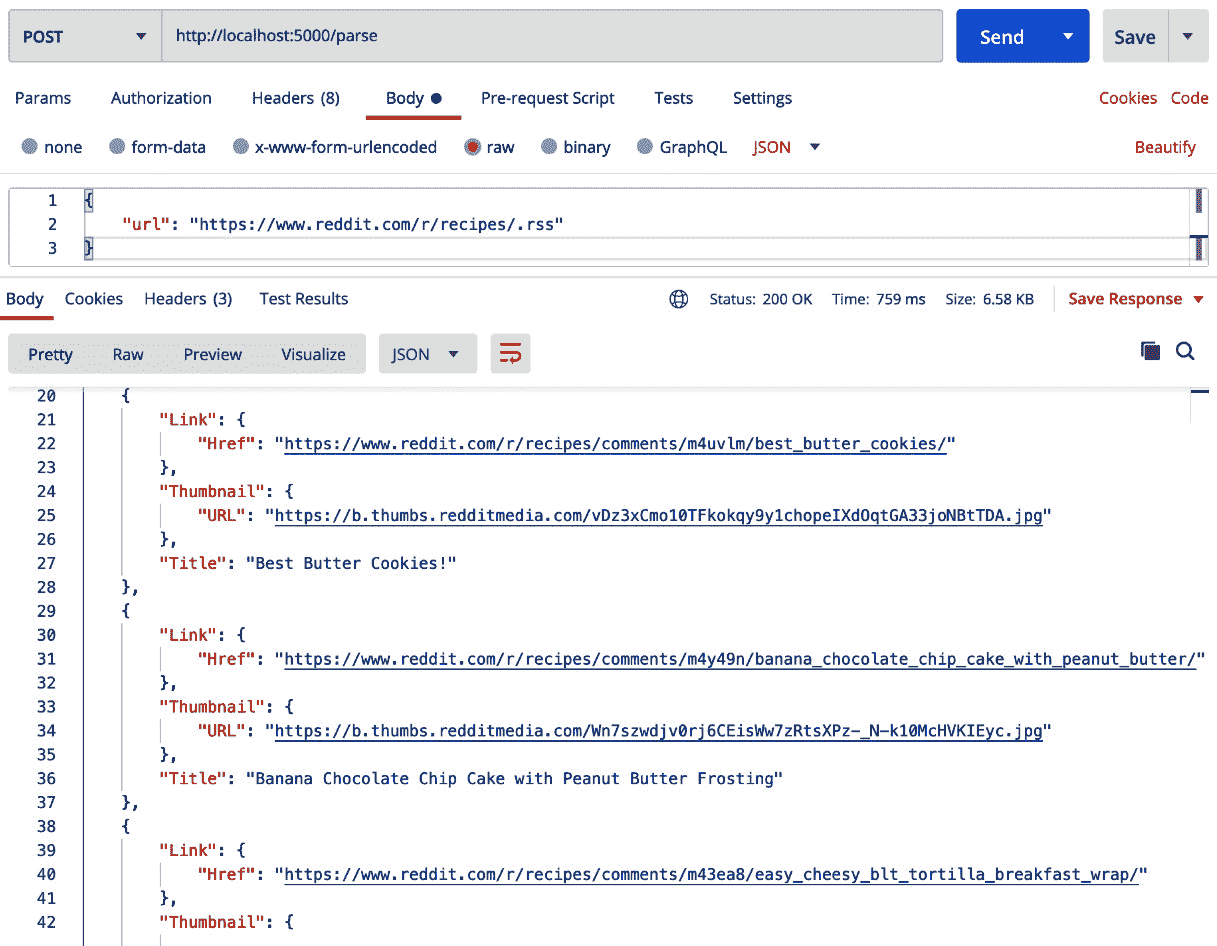 POST http://localhost:5000/parse Send Save
Params Authorization Headers (8) Body Pre-request Script Tests Settings Cookies Code
none form-data x-www-form-urlencoded raw binary GraphQL JSON Beautify
1 {
2 "url": "https://www.reddit.com/r/recipes/.rss"
3 }
Body Cookies Headers (3) Test Results Status: 200 OK Time: 759 ms Size: 6.58 KB Save Response
Pretty Raw Preview Visualize JSON
20 {
21 "Link": {
22 "Href": "https://www.reddit.com/r/recipes/comments/m4uvlm/best_butter_cookies/"
23 },
24 "Thumbnail": {
25 "URL": "https://b.thumbs.redditmedia.com/vDz3xCmo10TFkokqy9y1chopeIXdOqtGA33joNBtTDA.jpg"
26 },
27 "Title": "Best Butter Cookies!"
28 },
29 {
30 "Link": {
31 "Href": "https://www.reddit.com/r/recipes/comments/m4y49n/banana_chocolate_chip_cake_with_peanut_butter/"
32 },
33 "Thumbnail": {
34 "URL": "https://b.thumbs.redditmedia.com/Wn7szwdjv0rj6CEisWw7zRtsXPz-_N-k10McHVKIEyc.jpg"
35 },
36 "Title": "Banana Chocolate Chip Cake with Peanut Butter Frosting"
37 },
38 {
39 "Link": {
40 "Href": "https://www.reddit.com/r/recipes/comments/m43ea8/easy_cheesy_blt_tortilla_breakfast_wrap/"
41 },
42 "Thumbnail": {